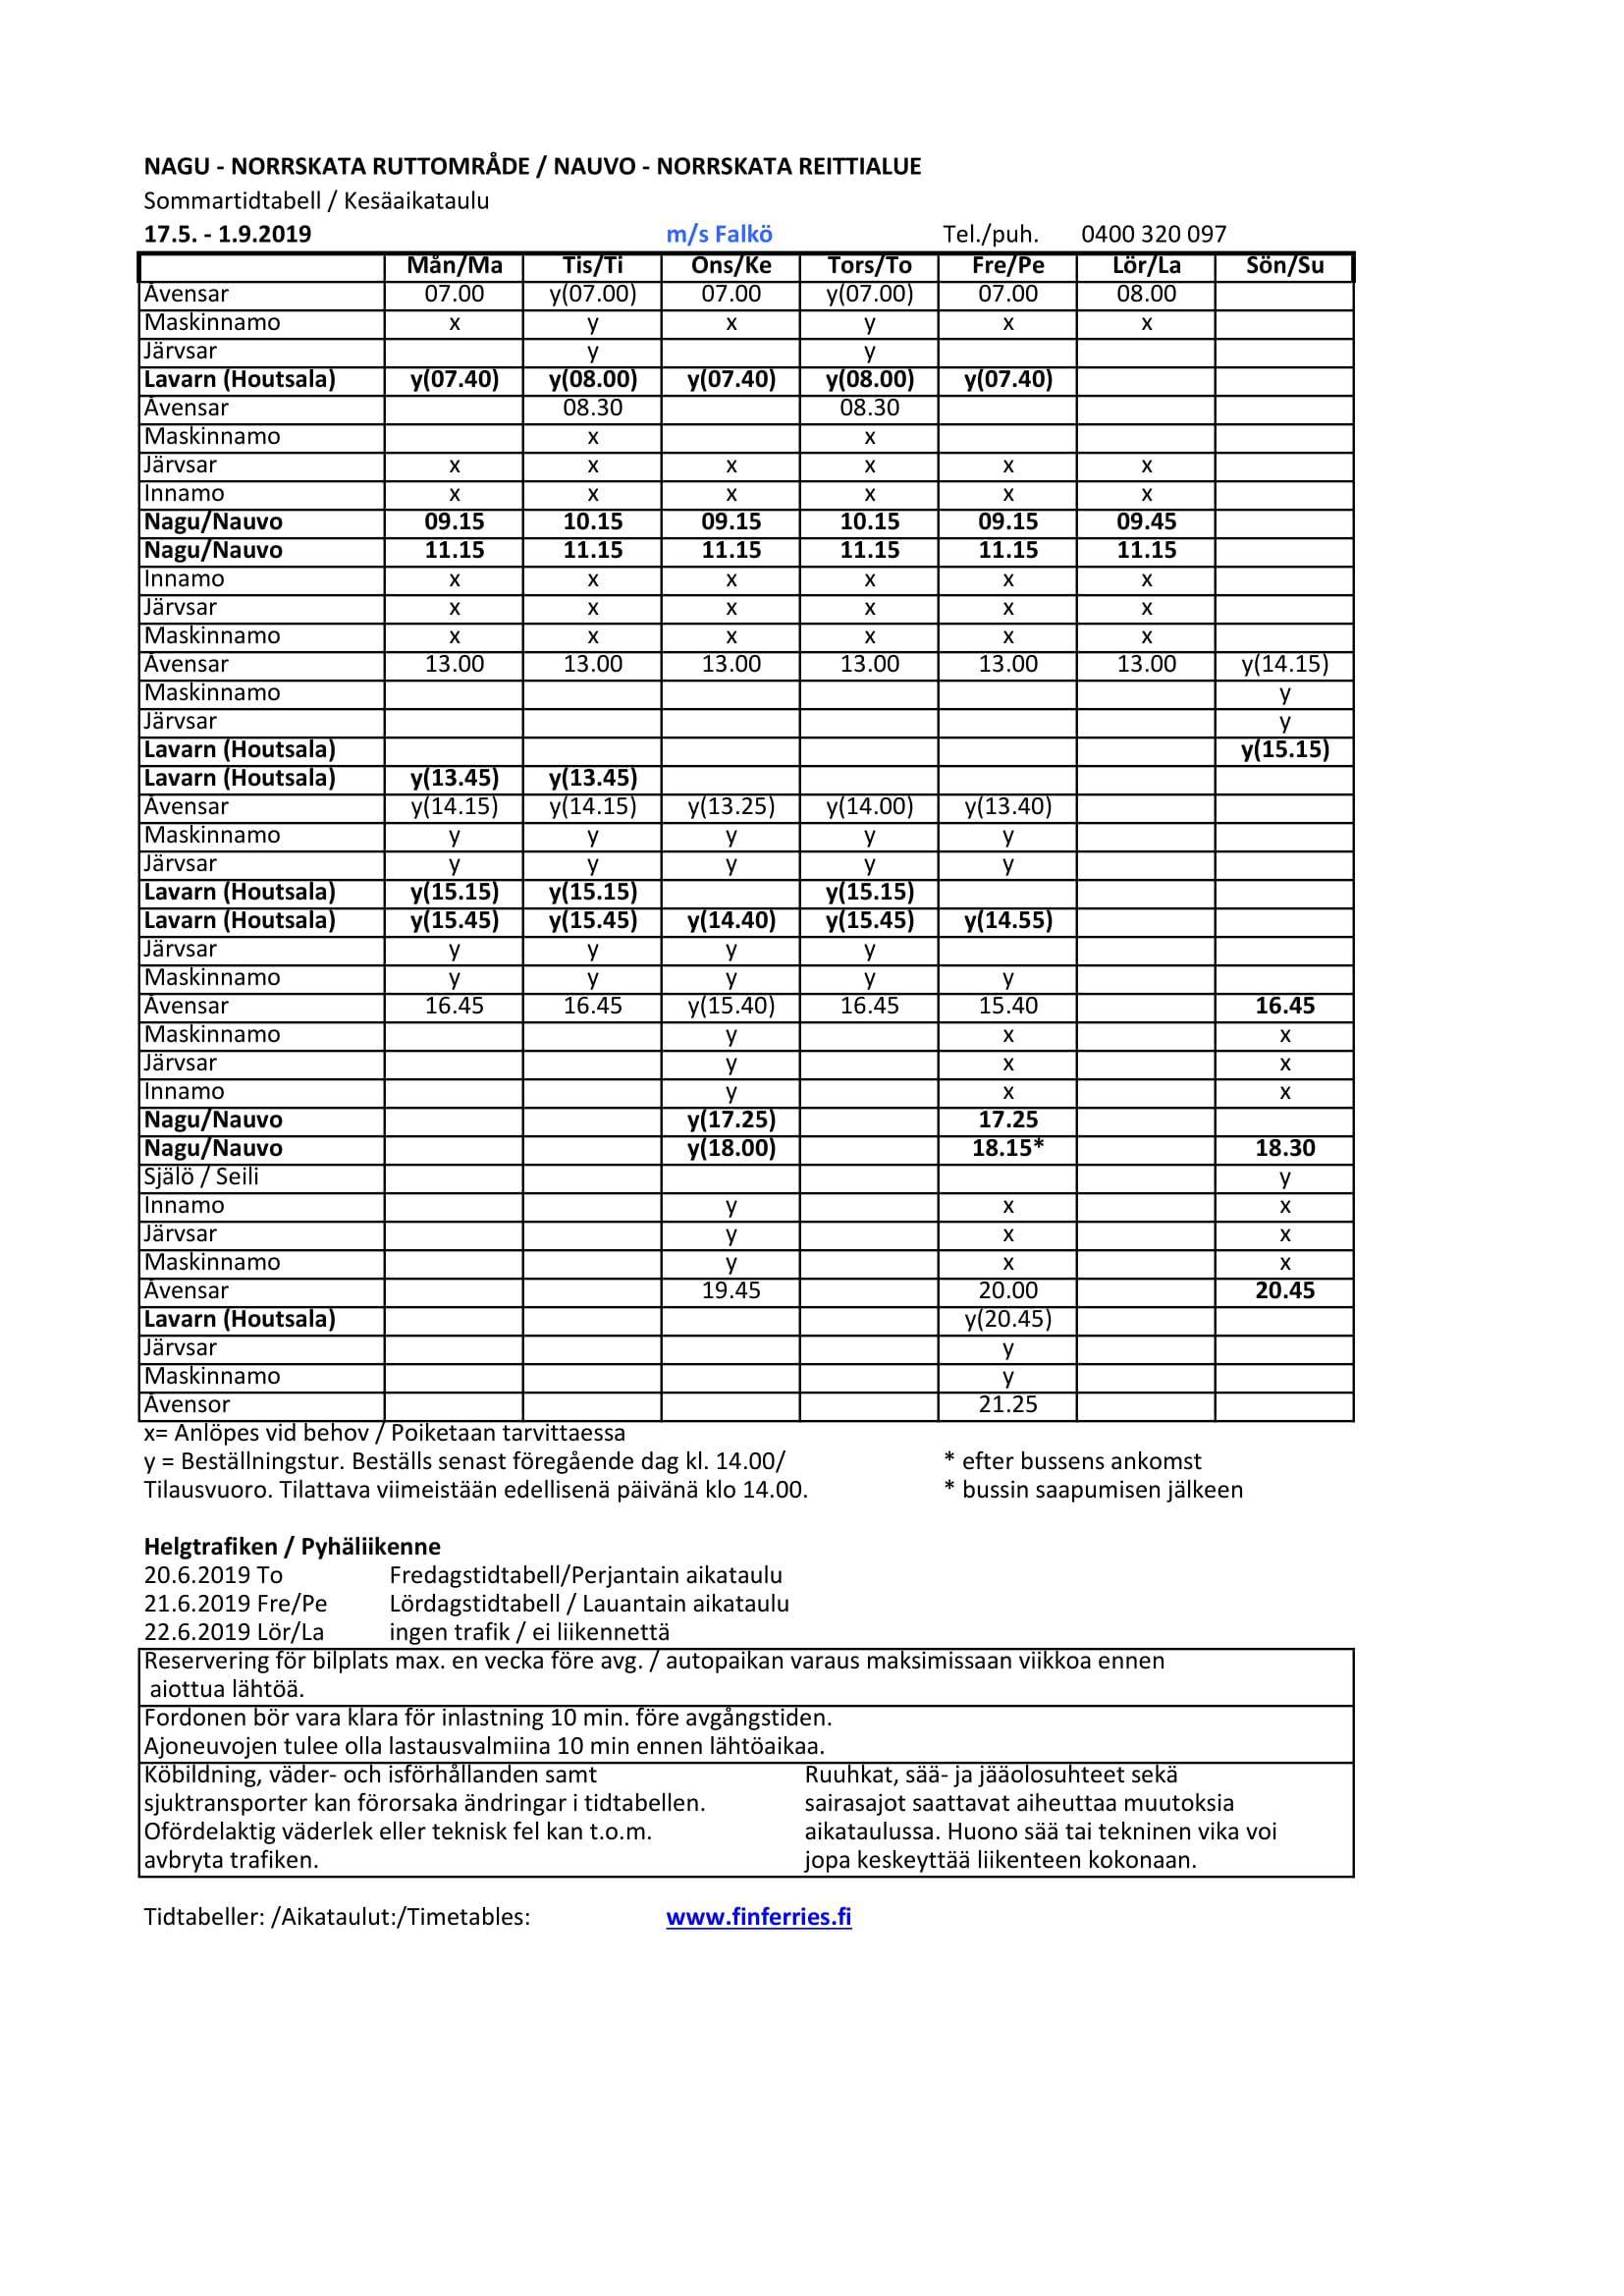 NAGU - NORRSKATA RUTTOMRÅDE / NAUVO - NORRSKATA REITTIALUE
Sommartidtabell / Kesäaikataulu
17.5. - 1.9.2019 m/s Falkö Tel./puh. 0400 320 097
Mån/Ma Tis/Ti Ons/Ke Tors/To Fre/Pe Lör/La Sön/Su
Åvensar 07.00 y(07.00) 07.00 y(07.00) 07.00 08.00
Maskinnamo x y x y x x
Järvsar y y
Lavarn (Houtsala) y(07.40) y(08.00) y(07.40) y(08.00) y(07.40)
Åvensar 08.30 08.30
Maskinnamo x x
Järvsar x x x x x x
Innamo x x x x x x
Nagu/Nauvo 09.15 10.15 09.15 10.15 09.15 09.45
Nagu/Nauvo 11.15 11.15 11.15 11.15 11.15 11.15
Innamo x x x x x x
Järvsar x x x x x x
Maskinnamo x x x x x x
Åvensar 13.00 13.00 13.00 13.00 13.00 13.00 y(14.15)
Maskinnamo y
Järvsar y
Lavarn (Houtsala) y(15.15)
Lavarn (Houtsala) y(13.45) y(13.45)
Åvensar y(14.15) y(14.15) y(13.25) y(14.00) y(13.40)
Maskinnamo y y y y y
Järvsar y y y y y
Lavarn (Houtsala) y(15.15) y(15.15) y(15.15)
Lavarn (Houtsala) y(15.45) y(15.45) y(14.40) y(15.45) y(14.55)
Järvsar y y y y
Maskinnamo y y y y y
Åvensar 16.45 16.45 y(15.40) 16.45 15.40 16.45
Maskinnamo y x x
Järvsar y x x
Innamo y x x
Nagu/Nauvo y(17.25) 17.25
Nagu/Nauvo y(18.00) 18.15* 18.30
Själö / Seili y
Innamo y x x
Järvsar y x x
Maskinnamo y x x
Åvensar 19.45 20.00 20.45
Lavarn (Houtsala) y(20.45)
Järvsar y
Maskinnamo y
Åvensor 21.25
x= Anlöpes vid behov / Poiketaan tarvittaessa
y = Beställningstur. Beställs senast föregående dag kl. 14.00/ * efter bussens ankomst
Tilausvuoro. Tilattava viimeistään edellisenä päivänä klo 14.00. * bussin saapumisen jälkeen
Helgtrafiken / Pyhäliikenne
20.6.2019 To Fredagstidtabell/Perjantain aikataulu
21.6.2019 Fre/Pe Lördagstidtabell / Lauantain aikataulu
22.6.2019 Lör/La ingen trafik / ei liikennettä
Reservering för bilplats max. en vecka före avg. / autopaikan varaus maksimissaan viikkoa ennen
aiottua lähtöä.
Fordonen bör vara klara för inlastning 10 min. före avgångstiden.
Ajoneuvojen tulee olla lastausvalmiina 10 min ennen lähtöaikaa.
Köbildning, väder- och isförhållanden samt
sjuktransporter kan förorsaka ändringar i tidtabellen.
Ofördelaktig väderlek eller teknisk fel kan t.o.m.
avbryta trafiken.
Ruuhkat, sää- ja jääolosuhteet sekä
sairasajot saattavat aiheuttaa muutoksia
aikataulussa. Huono sää tai tekninen vika voi
jopa keskeyttää liikenteen kokonaan.
Tidtabeller: /Aikataulut:/Timetables: www.finferries.fi